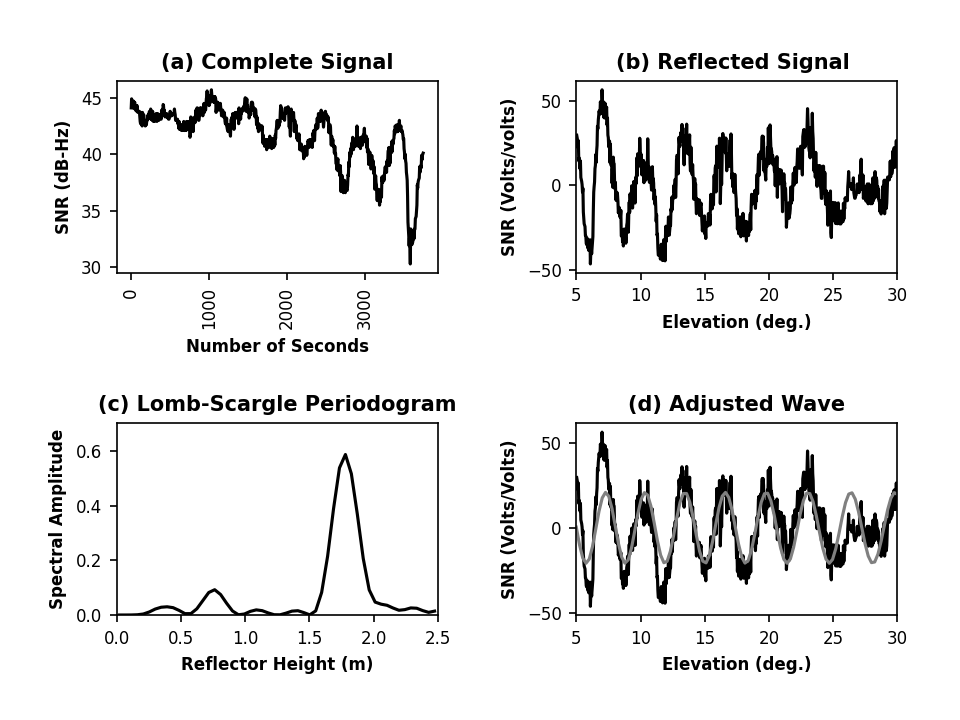 (a) Complete Signal
SNR (dB-Hz)
45
40
35
30
0
1000
2000
3000
Number of Seconds
(b) Reflected Signal
SNR (Volts/volts)
50
0
−50
5 10 15 20 25 30
Elevation (deg.)
(c) Lomb-Scargle Periodogram
Spectral Amplitude
0.6
0.4
0.2
0.0
0.0 0.5 1.0 1.5 2.0 2.5
Reflector Height (m)
(d) Adjusted Wave
SNR (Volts/Volts)
50
0
−50
5 10 15 20 25 30
Elevation (deg.)